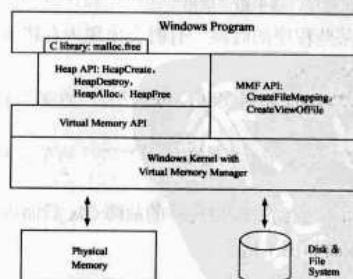 Windows Program
C library: malloc.free
Heap API: HeapCreate,
HeapDestroy,
HeapAlloc, HeapFree
MMF API:
CreateFileMapping,
CreateViewOfFile
Virtual Memory API
Windows Kernel with
Virtual Memory Manager
Physical
Memory
Disk &
File
System